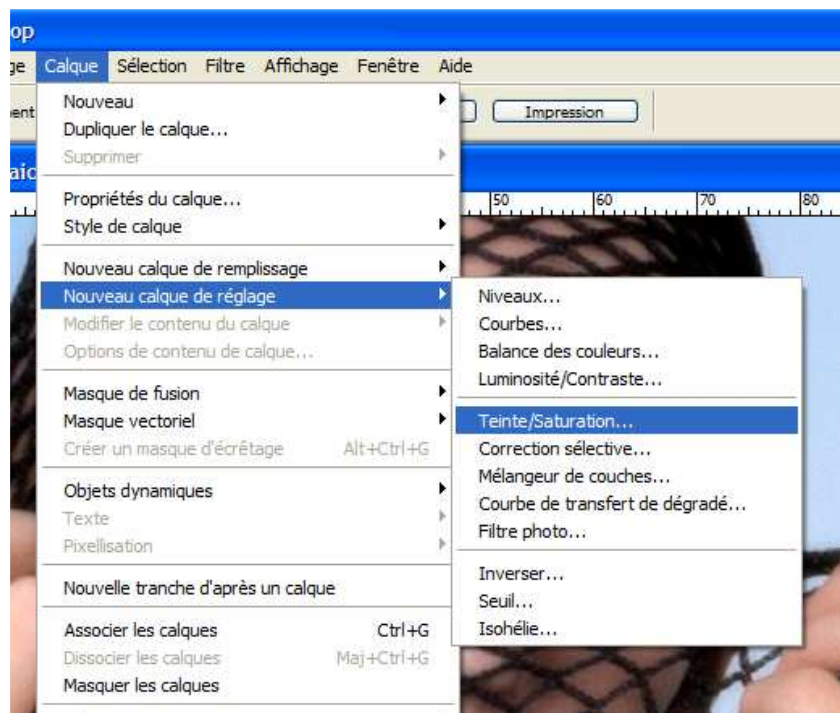 op
ge Calque Sélection Filtre Affichage Fenêtre Aide
ent
Impression
aic
50 60 70 80
Nouveau
Dupliquer le calque...
Supprimer
Propriétés du calque...
Style de calque
Nouveau calque de remplissage
Nouveau calque de réglage
Modifier le contenu du calque
Options de contenu de calque...
Masque de fusion
Masque vectoriel
Créer un masque d'écrêtage Alt+Ctrl+G
Objets dynamiques
Texte
Pixellisation
Nouvelle tranche d'après un calque
Associer les calques Ctrl+G
Dissocier les calques Maj+Ctrl+G
Masquer les calques
Niveaux...
Courbes...
Balance des couleurs...
Luminosité/Contraste...
Teinte/Saturation...
Correction sélective...
Mélangeur de couches...
Courbe de transfert de dégradé...
Filtre photo...
Inverser...
Seuil...
Isohélie...